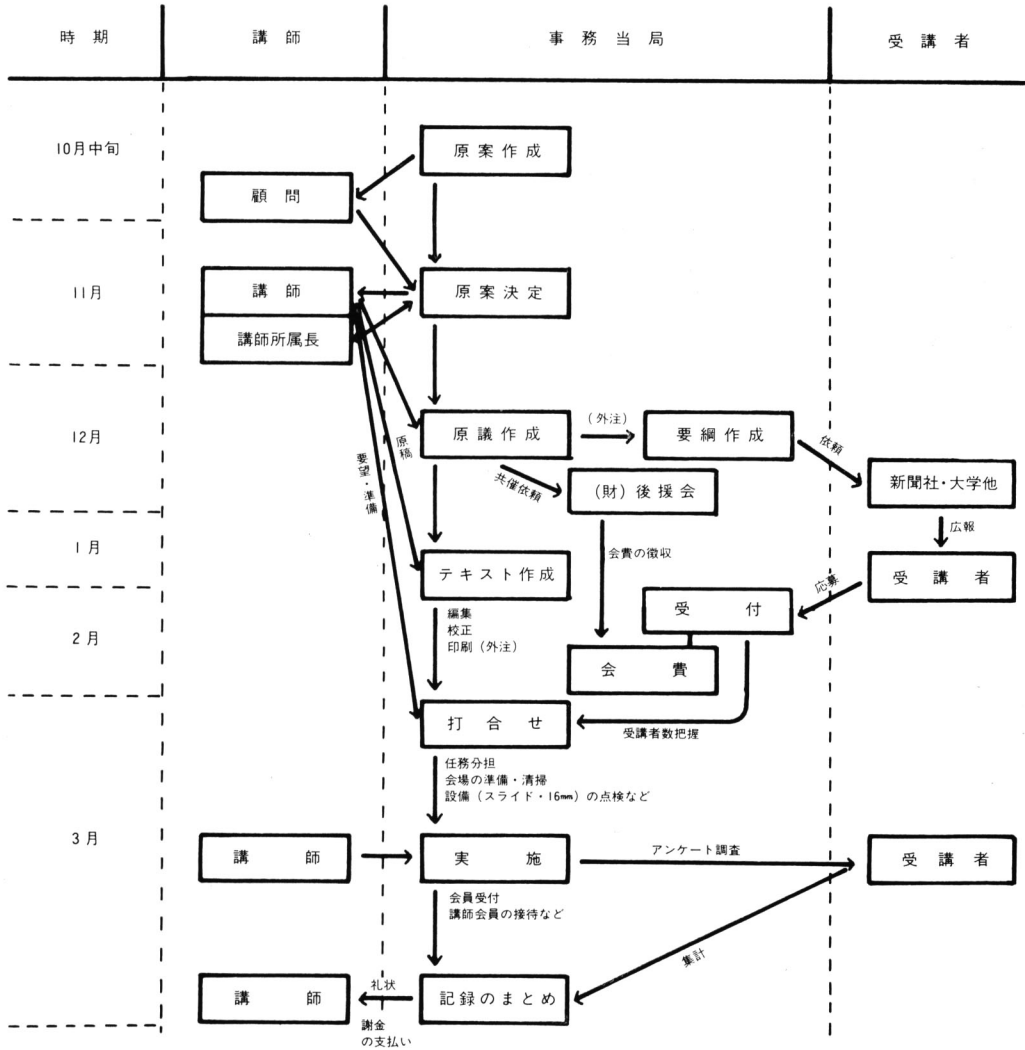 時期
講師
事務当局
受講者
10月中旬
原案作成
顧問
11月
講師
講師所属長
原案決定
12月
原議作成
(外注)
要綱作成
依頼
新聞社・大学他
原稿
要望・準備
共催依頼
(財)後援会
広報
1月
テキスト作成
会費の徴収
受講者
応募
2月
編集
校正
印刷(外注)
受付
会費
打合せ
受講者数把握
3月
任務分担
会場の準備・清掃
設備(スライド・16mm)の点検など
講師
実施
アンケート調査
受講者
会員受付
講師会員の接待など
集計
講師
礼状
記録のまとめ
謝金
の支払い